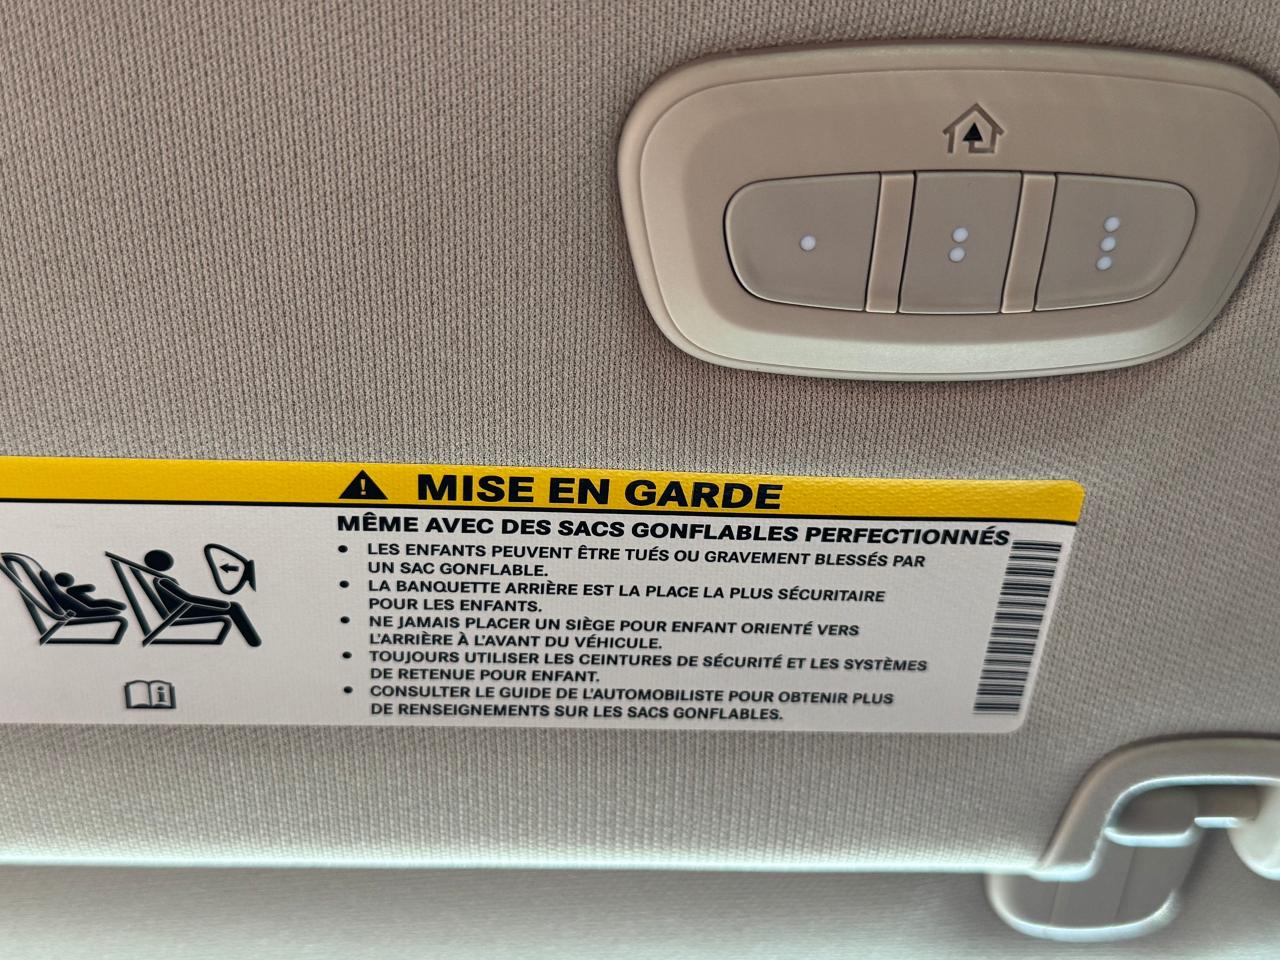 MISE EN GARDE
MÊME AVEC DES SACS GONFLABLES PERFECTIONNÉS
• LES ENFANTS PEUVENT ÊTRE TUÉS OU GRAVEMENT BLESSÉS PAR
UN SAC GONFLABLE.
• LA BANQUETTE ARRIÈRE EST LA PLACE LA PLUS SÉCURITAIRE
POUR LES ENFANTS.
• NE JAMAIS PLACER UN SIÈGE POUR ENFANT ORIENTÉ VERS
L'ARRIÈRE À L'AVANT DU VÉHICULE.
• TOUJOURS UTILISER LES CEINTURES DE SÉCURITÉ ET LES SYSTÈMES
DE RETENUE POUR ENFANT.
• CONSULTER LE GUIDE DE L'AUTOMOBILISTE POUR OBTENIR PLUS
DE RENSEIGNEMENTS SUR LES SACS GONFLABLES.